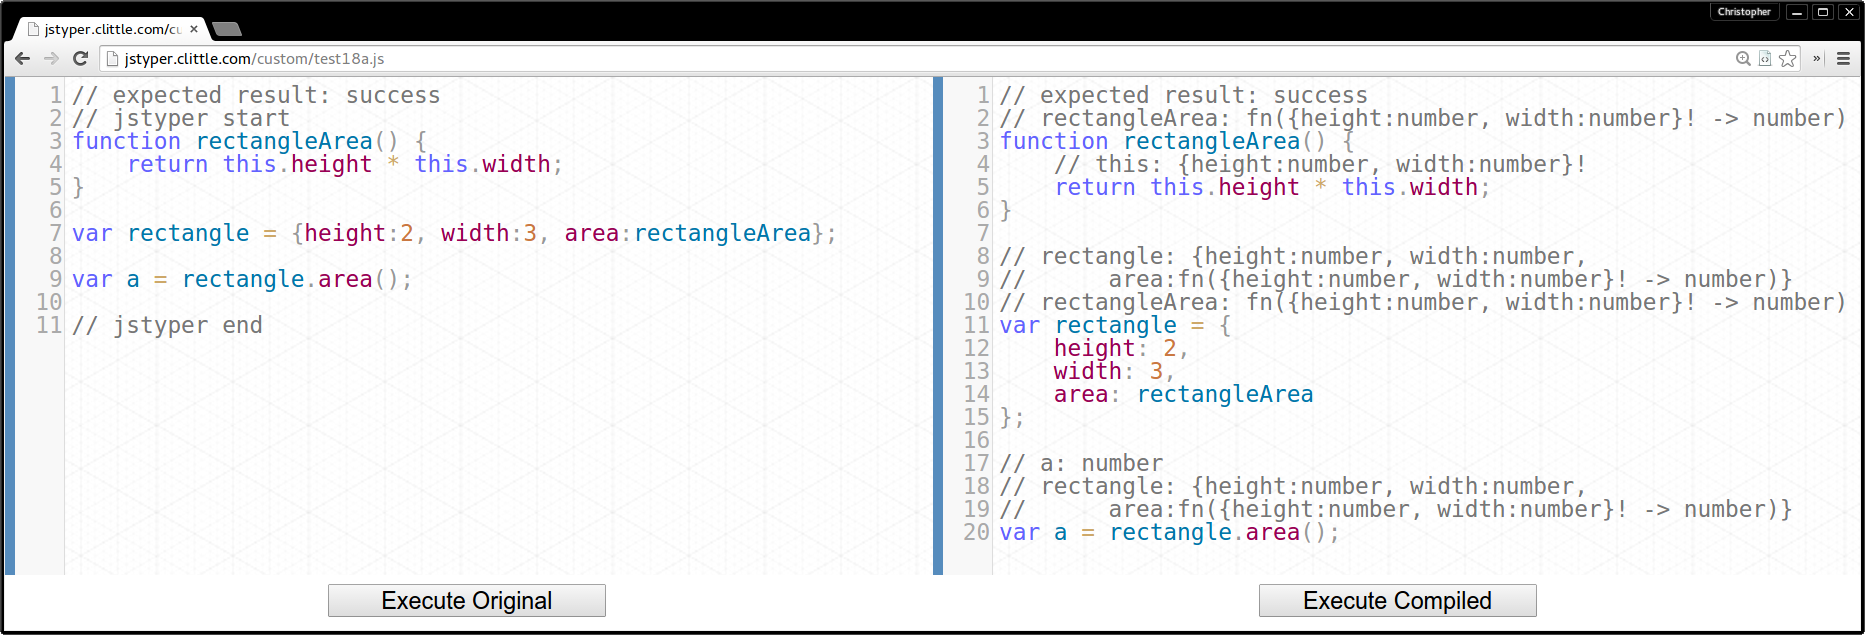 Christopher
jstyper.clittle.com/cu
jstyper.clittle.com/custom/test18a.js
1 // expected result: success
2 // jstyper start
3 function rectangleArea() {
4     return this.height * this.width;
5 }
6
7 var rectangle = {height:2, width:3, area:rectangleArea};
8
9 var a = rectangle.area();
10
11 // jstyper end
1 // expected result: success
2 // rectangleArea: fn({height:number, width:number}! -> number)
3 function rectangleArea() {
4     // this: {height:number, width:number}!
5     return this.height * this.width;
6 }
7
8 // rectangle: {height:number, width:number,
9 //      area:fn({height:number, width:number}! -> number)}
10 // rectangleArea: fn({height:number, width:number}! -> number)
11 var rectangle = {
12     height: 2,
13     width: 3,
14     area: rectangleArea
15 };
16
17 // a: number
18 // rectangle: {height:number, width:number,
19 //      area:fn({height:number, width:number}! -> number)}
20 var a = rectangle.area();
Execute Original
Execute Compiled